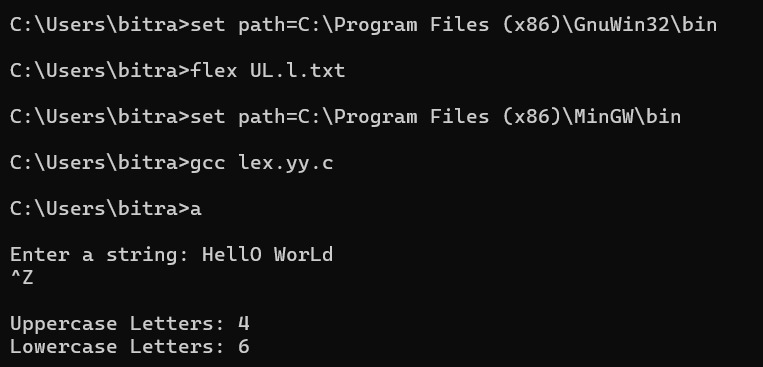 C:\Users\bitra>set path=C:\Program Files (x86)\GnuWin32\bin
C:\Users\bitra>flex UL.l.txt
C:\Users\bitra>set path=C:\Program Files (x86)\MinGW\bin
C:\Users\bitra>gcc lex.yy.c
C:\Users\bitra>a
Enter a string: HellO WorLd
^Z
Uppercase Letters: 4
Lowercase Letters: 6